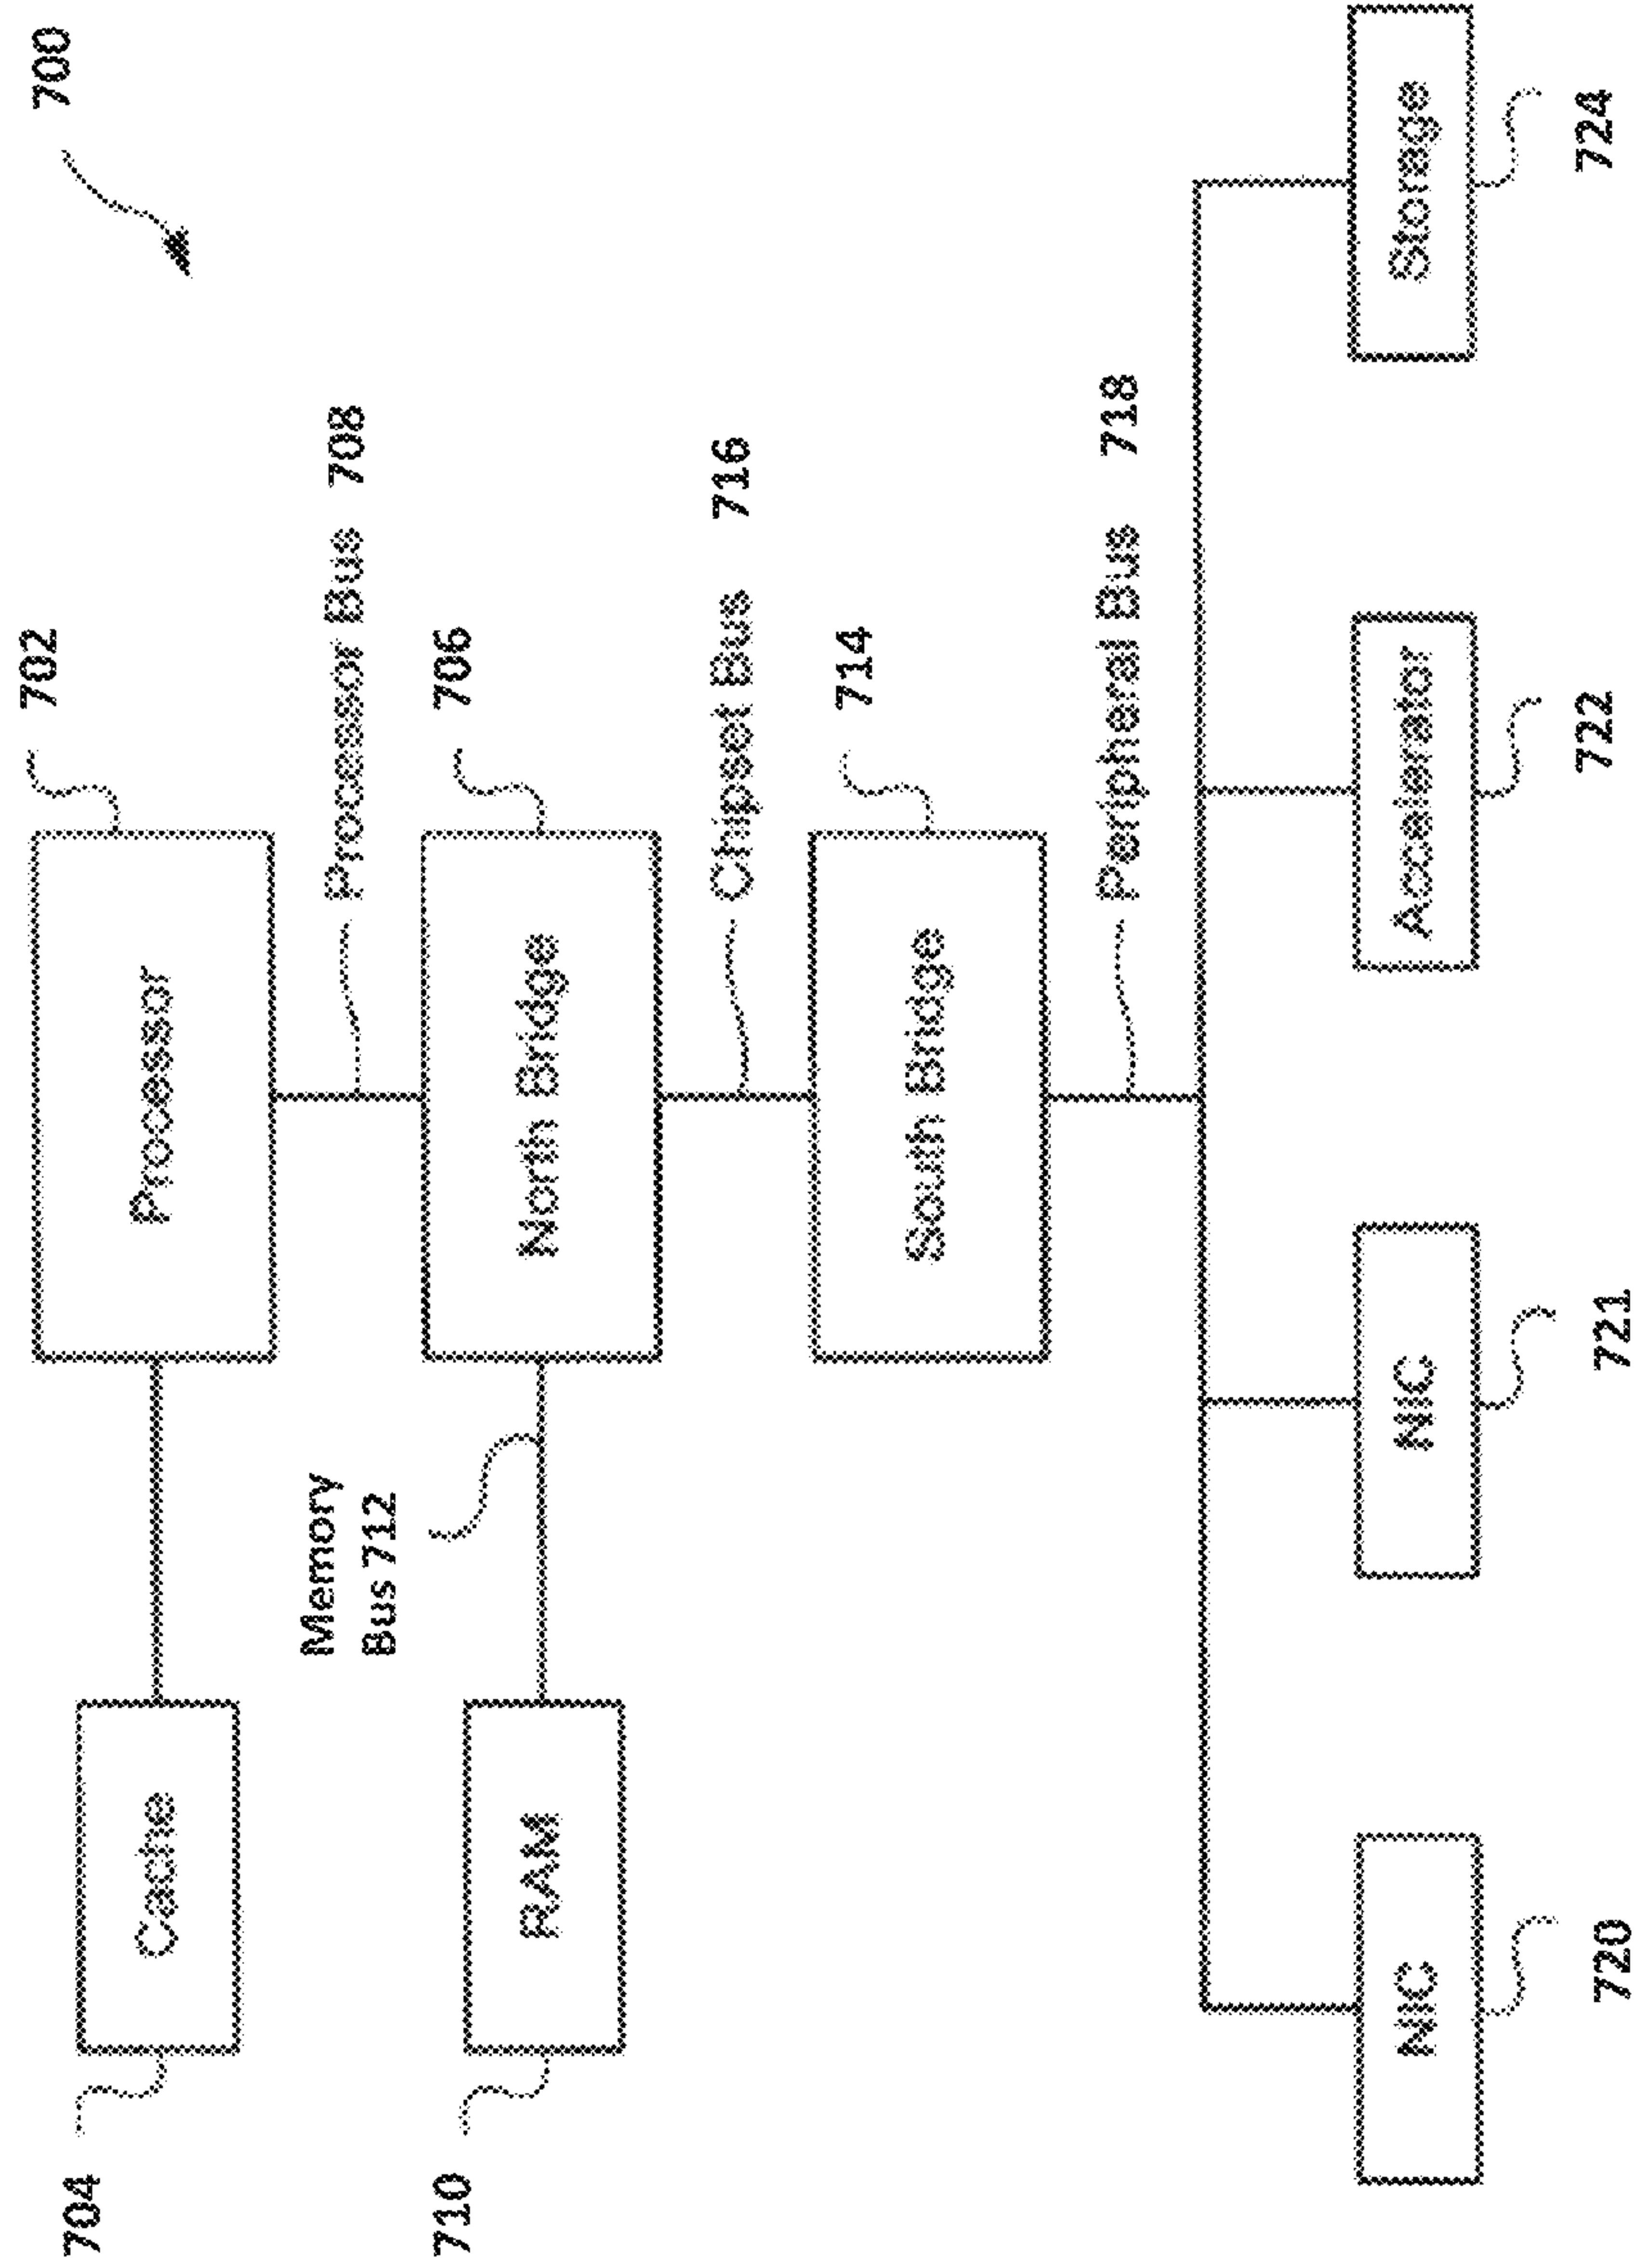 700
702
704
Cache
Processor
Processor Bus 708
Memory
Bus 712
706
710
RAM
North Bridge
Chipset Bus 716
714
South Bridge
Peripheral Bus 718
NIC
NIC
Accelerator
Storage
720
721
722
724